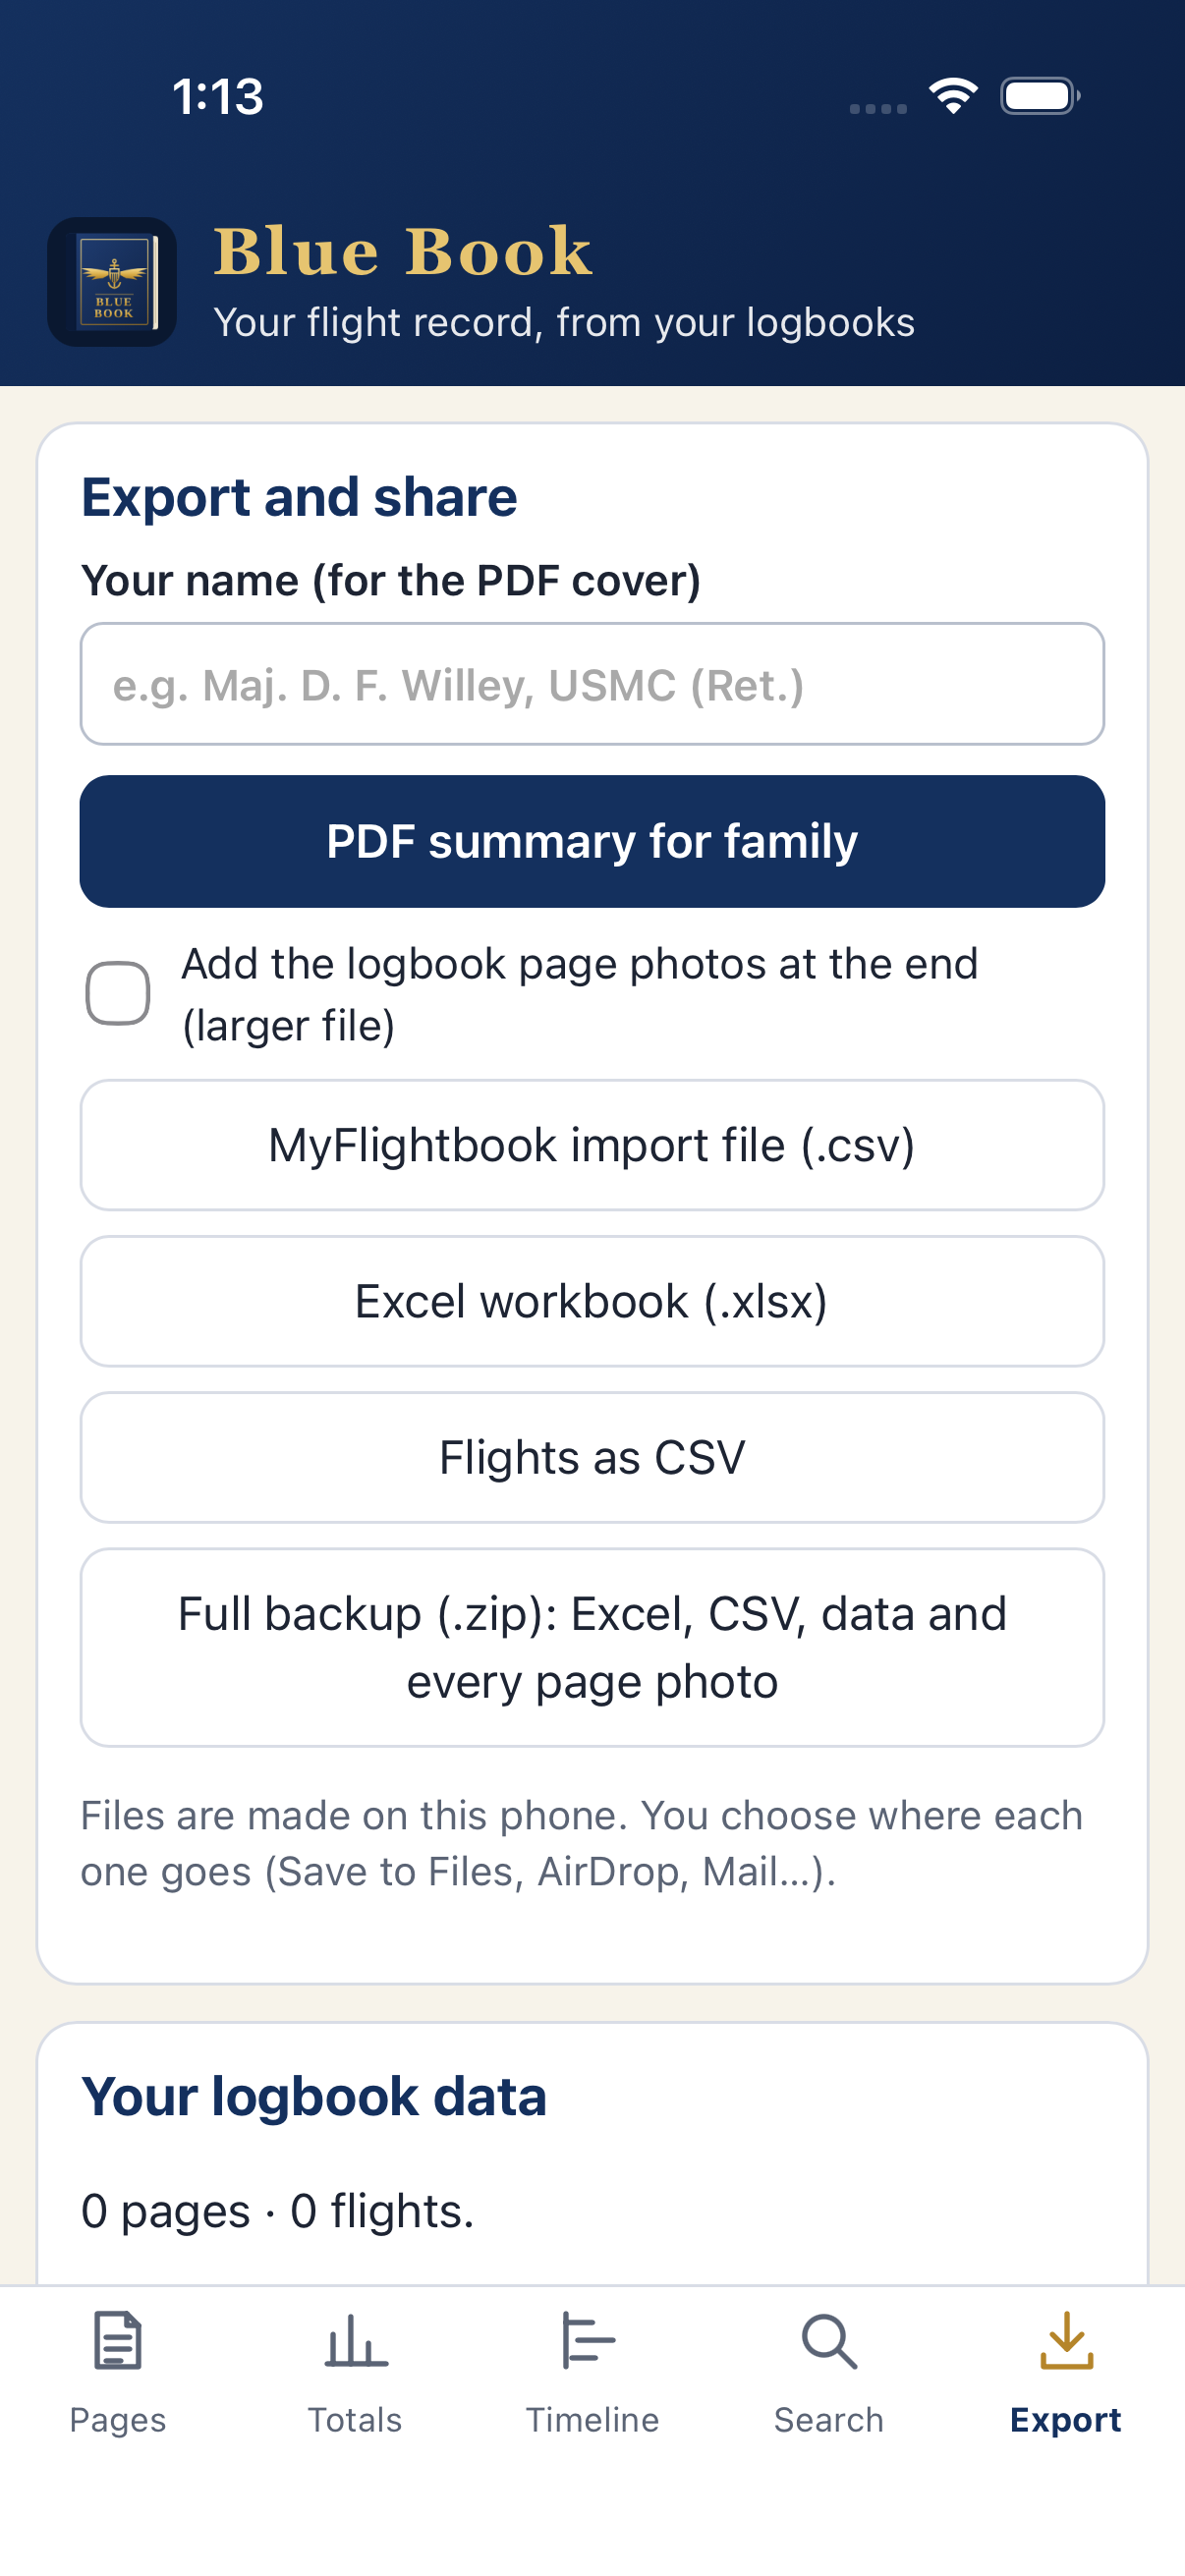 1:13
BLUE
BOOK
Blue Book
Your flight record, from your logbooks
Export and share
Your name (for the PDF cover)
e.g. Maj. D. F. Willey, USMC (Ret.)
PDF summary for family
Add the logbook page photos at the end
(larger file)
MyFlightbook import file (.csv)
Excel workbook (.xlsx)
Flights as CSV
Full backup (.zip): Excel, CSV, data and
every page photo
Files are made on this phone. You choose where each
one goes (Save to Files, AirDrop, Mail...).
Your logbook data
0 pages · 0 flights.
Pages
Totals
Timeline
Search
Export